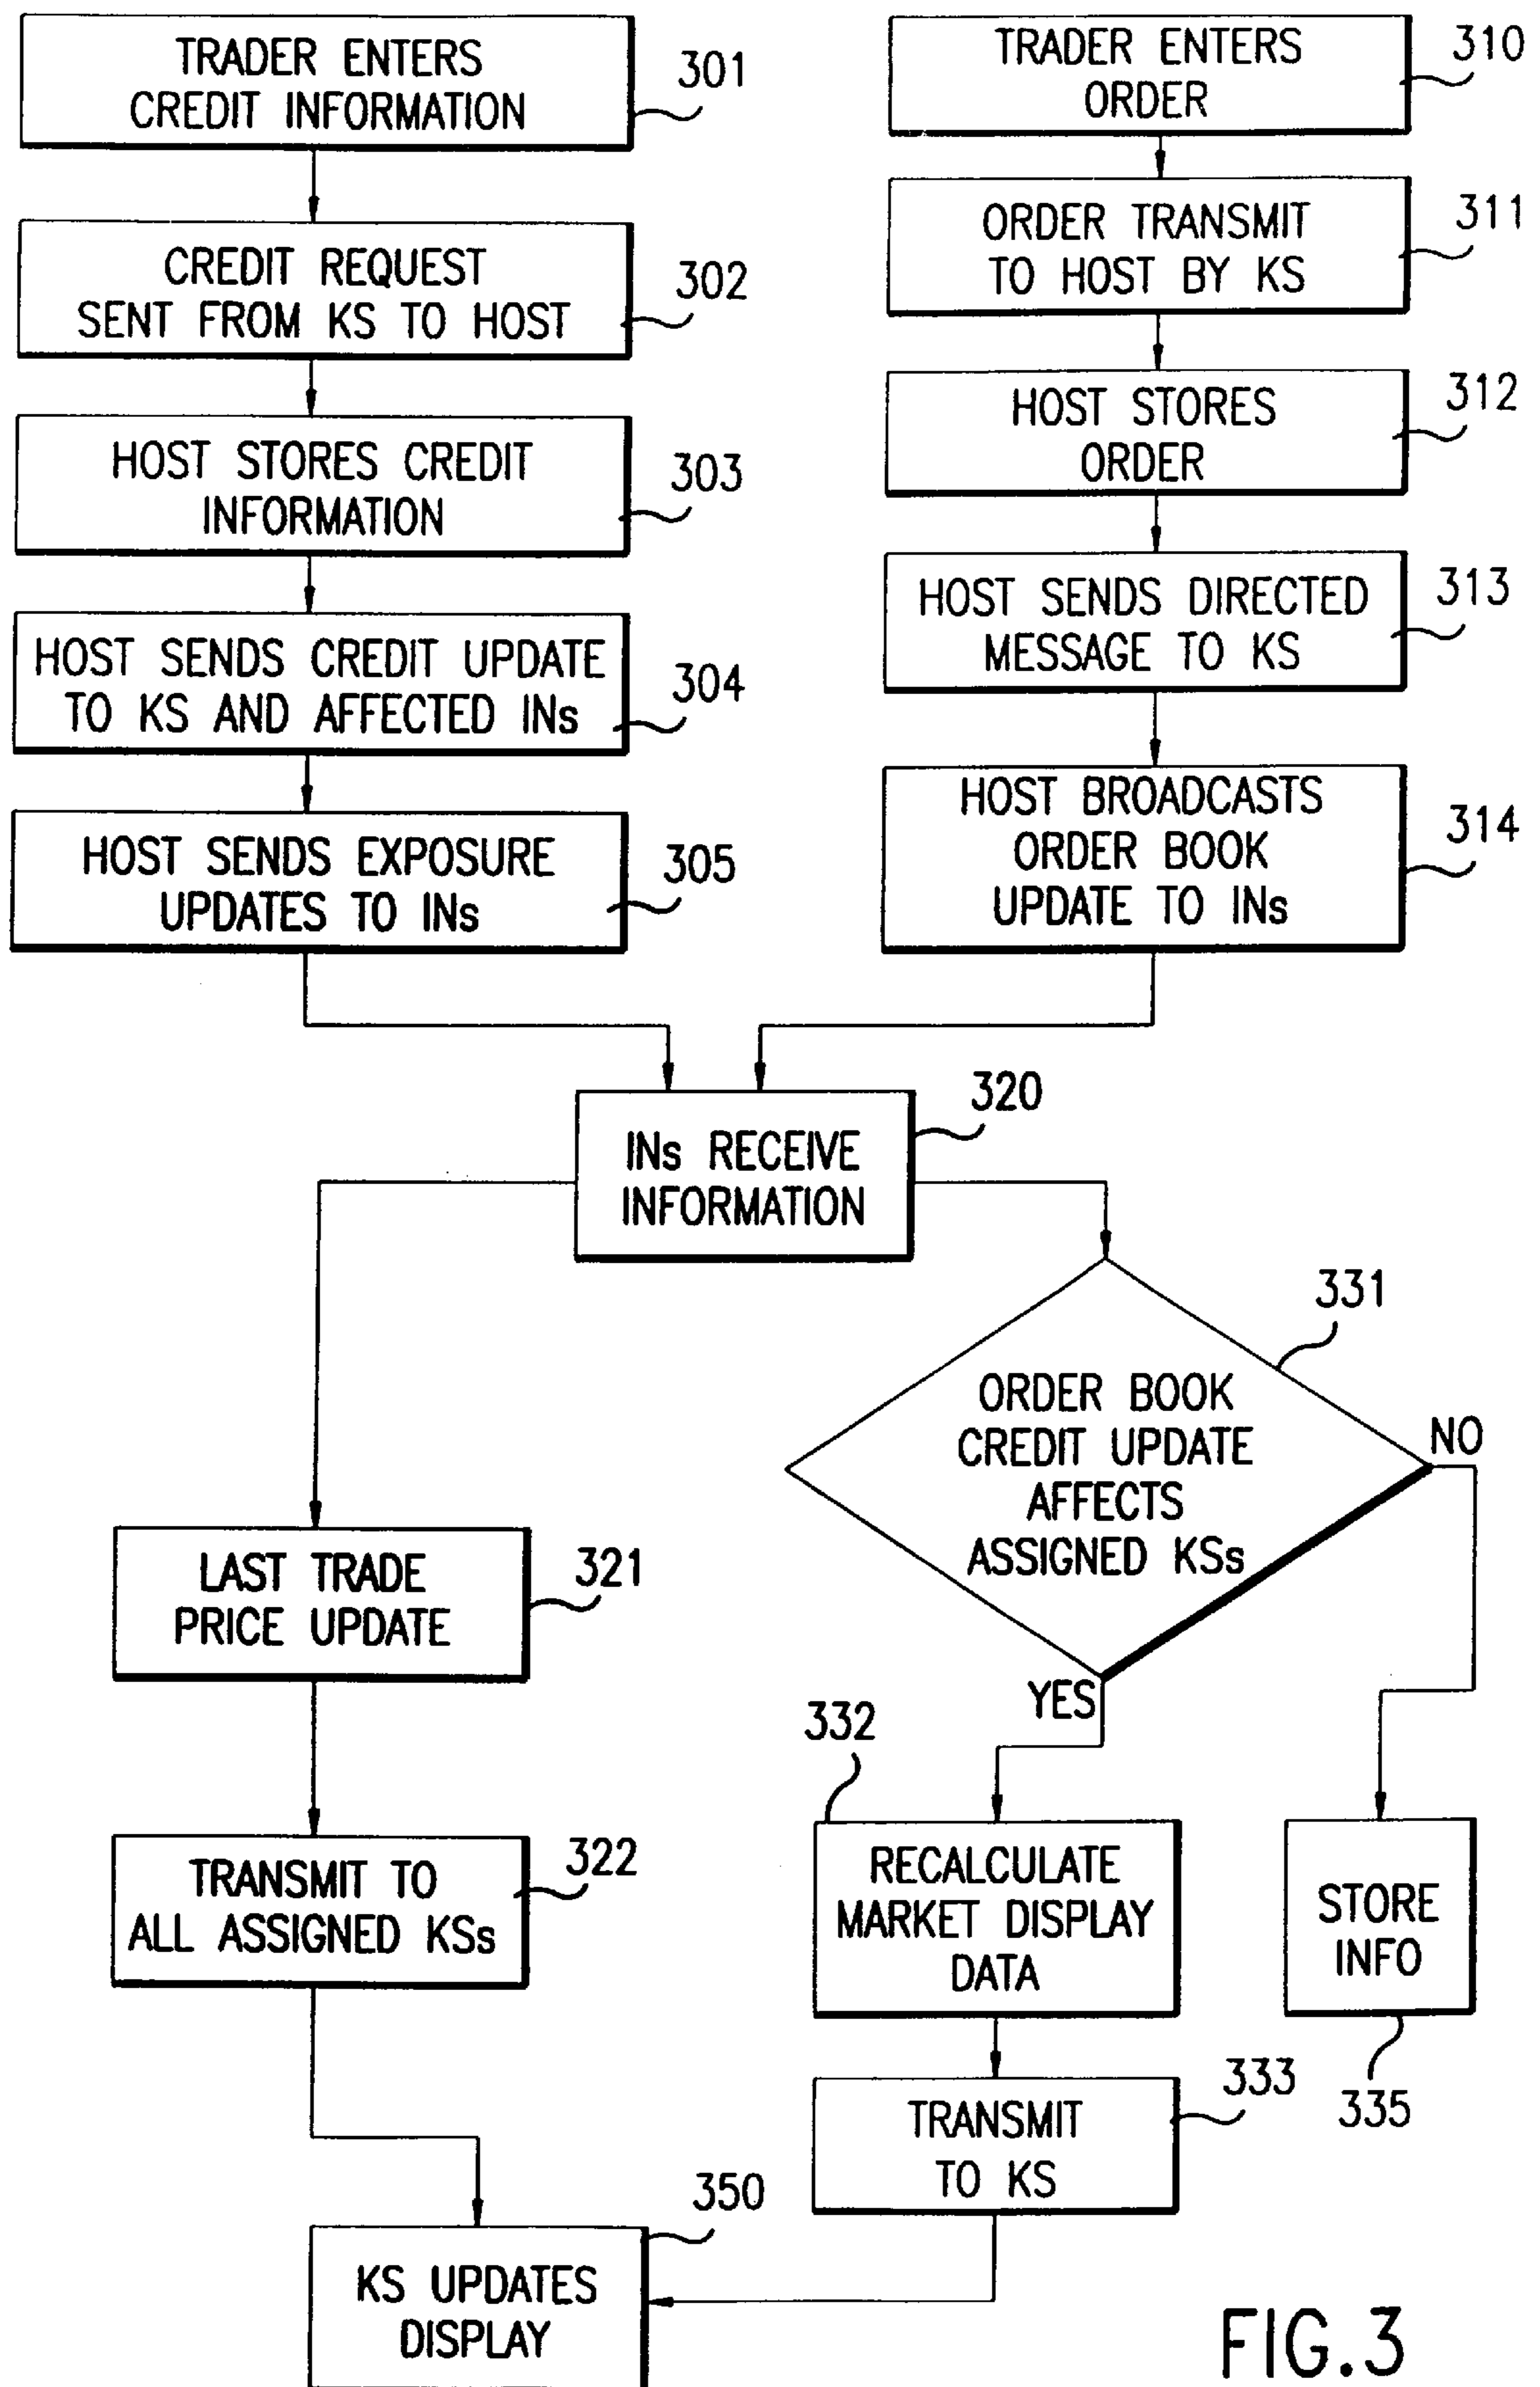 TRADER ENTERS
CREDIT INFORMATION
301
CREDIT REQUEST
SENT FROM KS TO HOST
302
HOST STORES CREDIT
INFORMATION
303
HOST SENDS CREDIT UPDATE
TO KS AND AFFECTED INs
304
HOST SENDS EXPOSURE
UPDATES TO INs
305
TRADER ENTERS
ORDER
310
ORDER TRANSMIT
TO HOST BY KS
311
HOST STORES
ORDER
312
HOST SENDS DIRECTED
MESSAGE TO KS
313
HOST BROADCASTS
ORDER BOOK
UPDATE TO INs
314
INs RECEIVE
INFORMATION
320
LAST TRADE
PRICE UPDATE
321
TRANSMIT TO
ALL ASSIGNED KSs
322
ORDER BOOK
CREDIT UPDATE
AFFECTS
ASSIGNED KSs
331
NO
YES
332
RECALCULATE
MARKET DISPLAY
DATA
STORE
INFO
335
TRANSMIT
TO KS
333
KS UPDATES
DISPLAY
350
FIG.3